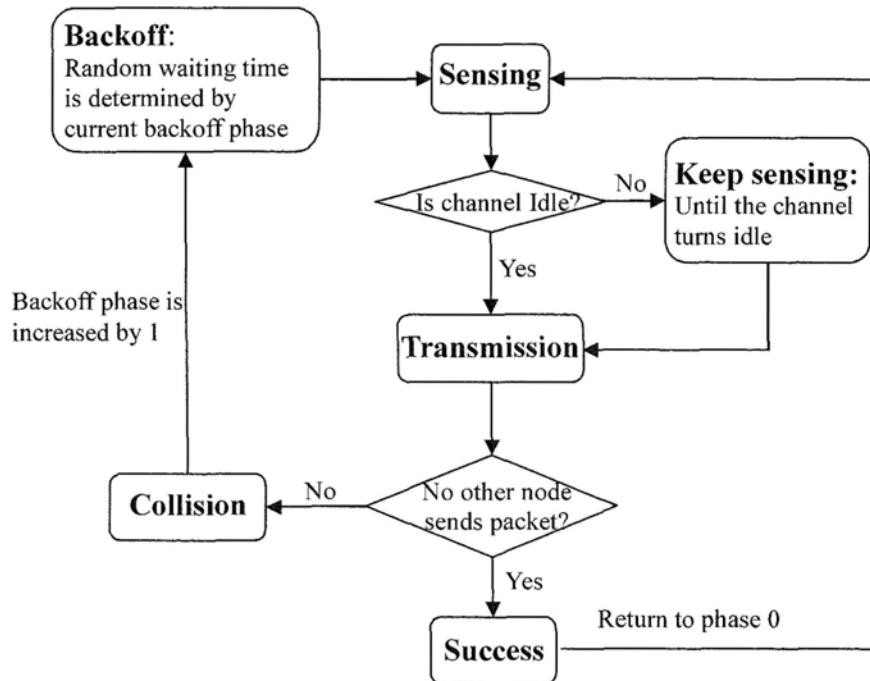 Backoff:
Random waiting time
is determined by
current backoff phase
Sensing
Is channel Idle?
No
Keep sensing:
Until the channel
turns idle
Yes
Backoff phase is
increased by 1
Transmission
No other node
sends packet?
No
Collision
Yes
Success
Return to phase 0